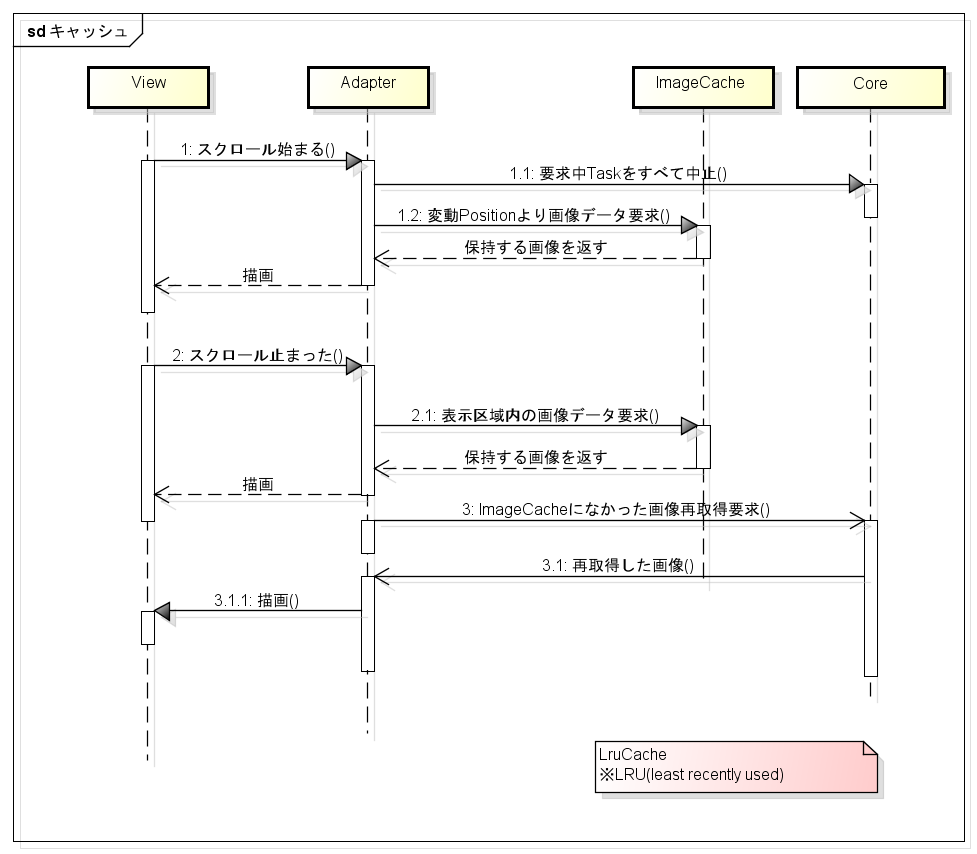 sd キャッシュ
View
Adapter
ImageCache
Core
1: スクロール始まる()
1.1: 要求中Taskをすべて中止()
1.2: 変動Positionより画像データ要求()
保持する画像を返す
描画
2: スクロール止まった()
2.1: 表示区域内の画像データ要求()
保持する画像を返す
描画
3: ImageCacheになかった画像再取得要求()
3.1: 再取得した画像()
3.1.1: 描画()
LruCache
※LRU(least recently used)